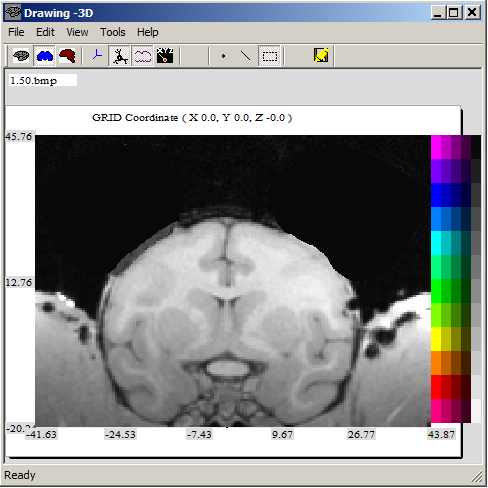 Drawing -3D
File Edit View Tools Help
1.50.bmp
GRID Coordinate ( X 0.0, Y 0.0, Z -0.0 )
45.76
12.76
-41.63 -24.53 -7.43 9.67 26.77 43.87
Ready